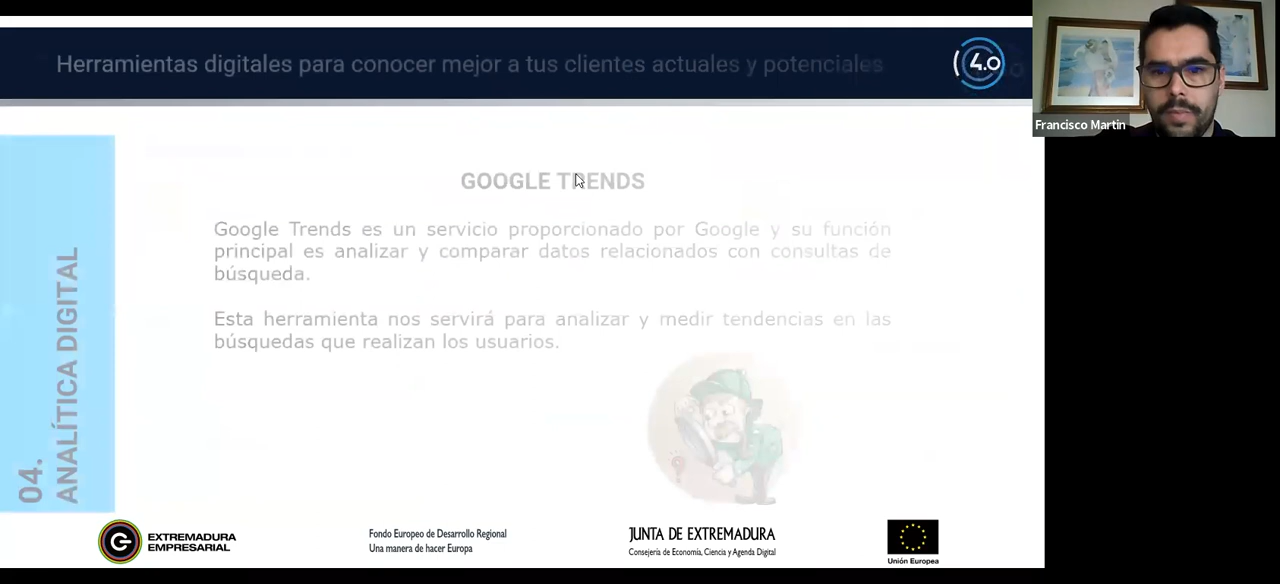 Herramientas digitales para conocer mejor a tus clientes actuales y potenciales
4.0
Francisco Martin
GOOGLE TRENDS
Google Trends es un servicio proporcionado por Google y su función
principal es analizar y comparar datos relacionados con consultas de
búsqueda.
Esta herramienta nos servirá para analizar y medir tendencias en las
búsquedas que realizan los usuarios.
04.
ANALÍTICA DIGITAL
EXTREMADURA
EMPRESARIAL
Fondo Europeo de Desarrollo Regional
Una manera de hacer Europa
JUNTA DE EXTREMADURA
Consejería de Economía, Ciencia y Agenda Digital
Unión Europea